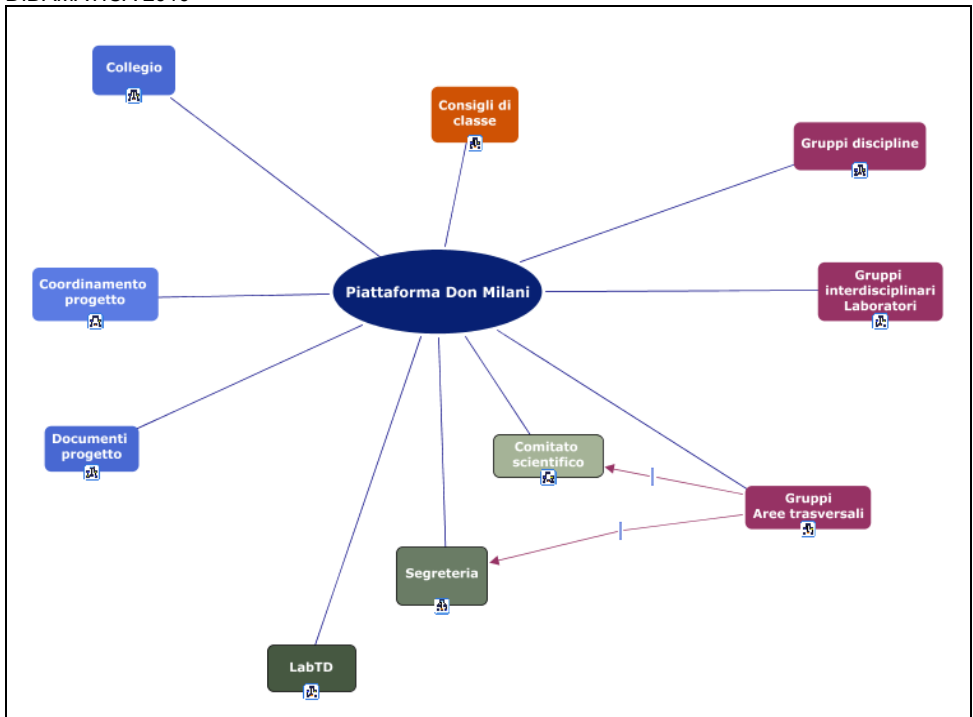 Collegio
Consigli di
classe
Gruppi discipline
Coordinamento
progetto
Piattaforma Don Milani
Gruppi
interdisciplinari
Laboratori
Documenti
progetto
Comitato
scientifico
Gruppi
Aree trasversali
Segreteria
LabTD